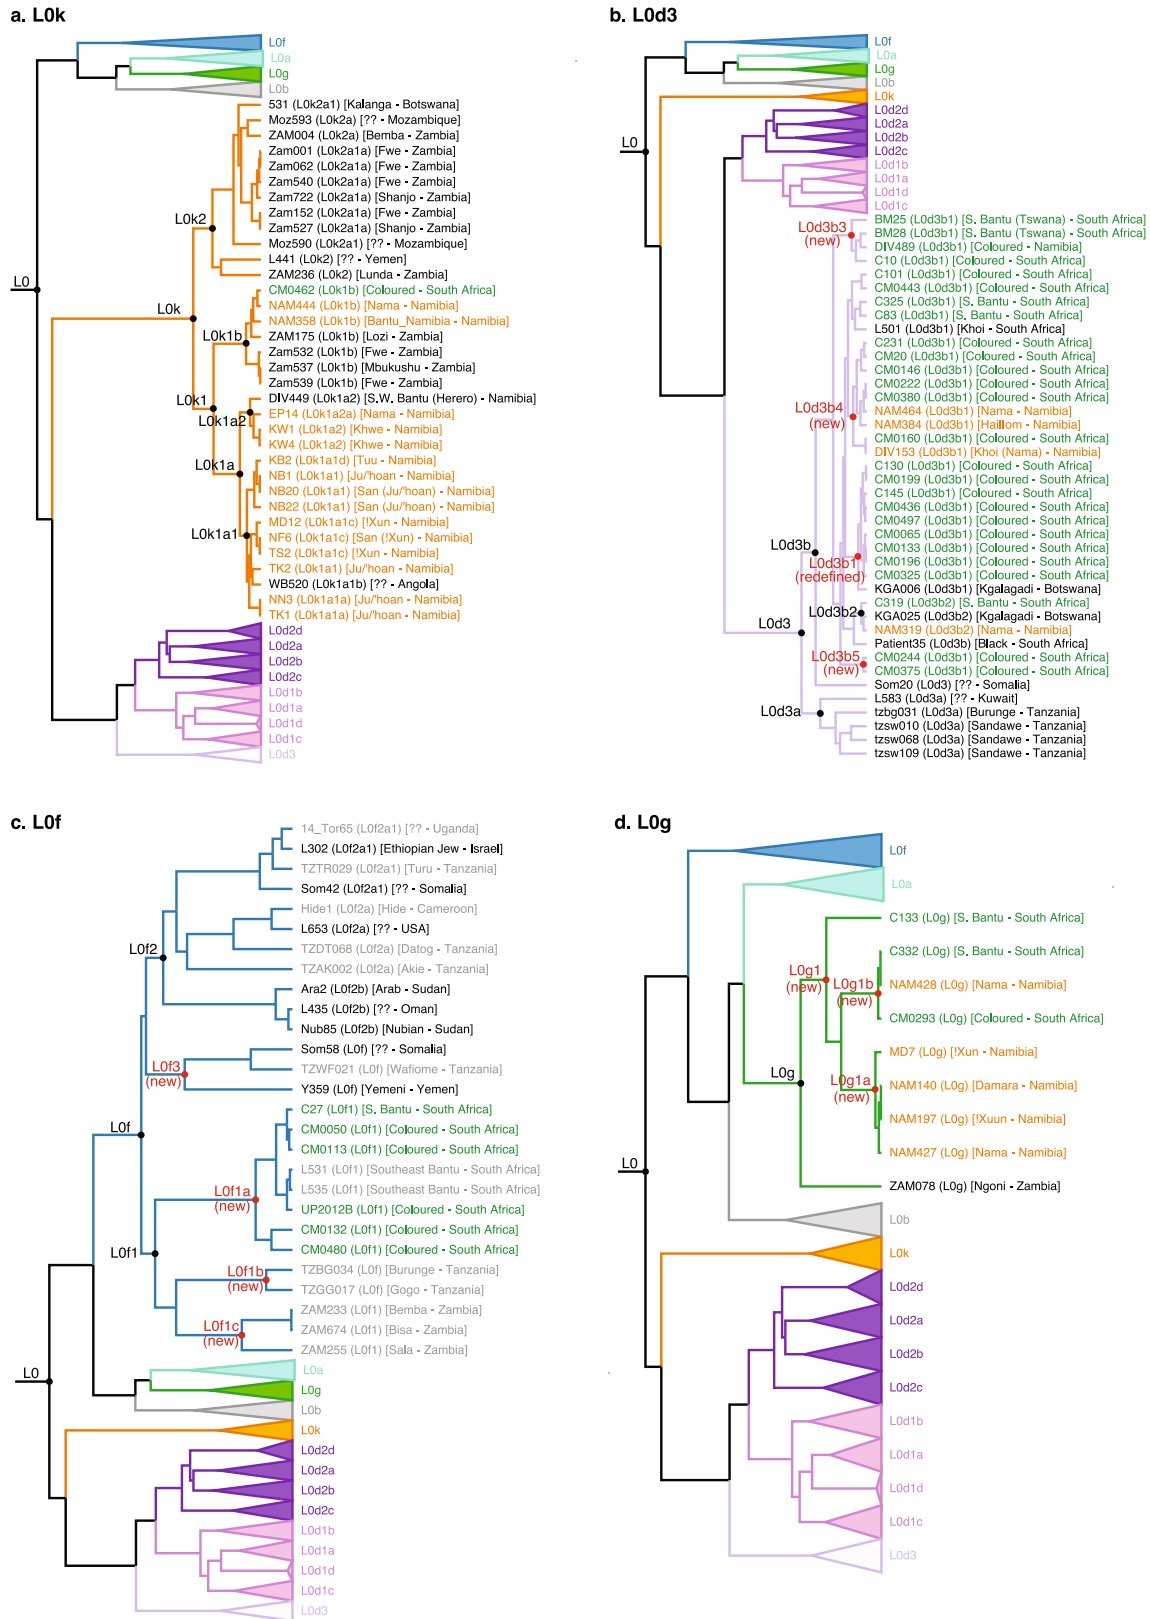 a. L0k
L0f
L0a
L0g
L0b
531 (L0k2a1) [Kalanga - Botswana]
Moz593 (L0k2a) [?? - Mozambique]
ZAM004 (L0k2a) [Bemba - Zambia]
Zam001 (L0k2a1a) [Fwe - Zambia]
Zam062 (L0k2a1a) [Fwe - Zambia]
Zam540 (L0k2a1a) [Fwe - Zambia]
Zam722 (L0k2a1a) [Shanjo - Zambia]
Zam152 (L0k2a1a) [Fwe - Zambia]
Zam527 (L0k2a1a) [Shanjo - Zambia]
Moz590 (L0k2a1) [?? - Mozambique]
L441 (L0k2) [?? - Yemen]
ZAM236 (L0k2) [Lunda - Zambia]
CM0462 (L0k1b) [Coloured - South Africa]
NAM444 (L0k1b) [Nama - Namibia]
NAM358 (L0k1b) [Bantu_Namibia - Namibia]
ZAM175 (L0k1b) [Lozi - Zambia]
Zam532 (L0k1b) [Fwe - Zambia]
Zam537 (L0k1b) [Mbukushu - Zambia]
Zam539 (L0k1b) [Fwe - Zambia]
DIV449 (L0k1a2) [S.W. Bantu (Herero) - Namibia]
EP14 (L0k1a2a) [Nama - Namibia]
KW1 (L0k1a2) [Khwe - Namibia]
KW4 (L0k1a2) [Khwe - Namibia]
KB2 (L0k1a1d) [Tuu - Namibia]
NB1 (L0k1a1) [Ju/'hoan - Namibia]
NB20 (L0k1a1) [San (Ju/'hoan) - Namibia]
NB22 (L0k1a1) [San (Ju/'hoan) - Namibia]
MD12 (L0k1a1c) [!Xun - Namibia]
NF6 (L0k1a1c) [San (!Xun) - Namibia]
TS2 (L0k1a1c) [!Xun - Namibia]
TK2 (L0k1a1) [Ju/'hoan - Namibia]
WB520 (L0k1a1b) [?? - Angola]
NN3 (L0k1a1a) [Ju/'hoan - Namibia]
TK1 (L0k1a1a) [Ju/'hoan - Namibia]
L0d2d
L0d2a
L0d2b
L0d2c
L0d1b
L0d1a
L0d1d
L0d1c
L0d3
L0
L0k
L0k2
L0k1
L0k1b
L0k1a2
L0k1a
L0k1a1
b. L0d3
L0f
L0a
L0g
L0b
L0k
L0d2d
L0d2a
L0d2b
L0d2c
L0d1b
L0d1a
L0d1d
L0d1c
BM25 (L0d3b1) [S. Bantu (Tswana) - South Africa]
BM28 (L0d3b1) [S. Bantu (Tswana) - South Africa]
DIV489 (L0d3b1) [Coloured - Namibia]
C10 (L0d3b1) [Coloured - South Africa]
C101 (L0d3b1) [Coloured - South Africa]
CM0443 (L0d3b1) [Coloured - South Africa]
C325 (L0d3b1) [S. Bantu - South Africa]
C83 (L0d3b1) [S. Bantu - South Africa]
L501 (L0d3b1) [Khoi - South Africa]
C231 (L0d3b1) [Coloured - South Africa]
CM20 (L0d3b1) [Coloured - South Africa]
CM0146 (L0d3b1) [Coloured - South Africa]
CM0222 (L0d3b1) [Coloured - South Africa]
CM0380 (L0d3b1) [Coloured - South Africa]
NAM464 (L0d3b1) [Nama - Namibia]
NAM384 (L0d3b1) [Haillom - Namibia]
CM0160 (L0d3b1) [Coloured - South Africa]
DIV153 (L0d3b1) [Khoi (Nama) - Namibia]
C130 (L0d3b1) [Coloured - South Africa]
CM0199 (L0d3b1) [Coloured - South Africa]
C145 (L0d3b1) [Coloured - South Africa]
CM0436 (L0d3b1) [Coloured - South Africa]
CM0497 (L0d3b1) [Coloured - South Africa]
CM0065 (L0d3b1) [Coloured - South Africa]
CM0133 (L0d3b1) [Coloured - South Africa]
CM0196 (L0d3b1) [Coloured - South Africa]
CM0325 (L0d3b1) [Coloured - South Africa]
KGA006 (L0d3b1) [Kgalagadi - Botswana]
C319 (L0d3b2) [S. Bantu - South Africa]
KGA025 (L0d3b2) [Kgalagadi - Botswana]
NAM319 (L0d3b2) [Nama - Namibia]
Patient35 (L0d3b) [Black - South Africa]
CM0244 (L0d3b1) [Coloured - South Africa]
CM0375 (L0d3b1) [Coloured - South Africa]
Som20 (L0d3) [?? - Somalia]
L583 (L0d3a) [?? - Kuwait]
tzbg031 (L0d3a) [Burunge - Tanzania]
tzsw010 (L0d3a) [Sandawe - Tanzania]
tzsw068 (L0d3a) [Sandawe - Tanzania]
tzsw109 (L0d3a) [Sandawe - Tanzania]
L0
L0d3b3
(new)
L0d3b4
(new)
L0d3b
L0d3b1
(redefined)
L0d3b2
L0d3
L0d3b5
(new)
L0d3a
c. L0f
14_Tor65 (L0f2a1) [?? - Uganda]
L302 (L0f2a1) [Ethiopian Jew - Israel]
TZTR029 (L0f2a1) [Turu - Tanzania]
Som42 (L0f2a1) [?? - Somalia]
Hide1 (L0f2a) [Hide - Cameroon]
L653 (L0f2a) [?? - USA]
TZDT068 (L0f2a) [Datog - Tanzania]
TZAK002 (L0f2a) [Akie - Tanzania]
Ara2 (L0f2b) [Arab - Sudan]
L435 (L0f2b) [?? - Oman]
Nub85 (L0f2b) [Nubian - Sudan]
Som58 (L0f) [?? - Somalia]
TZWF021 (L0f) [Wafiome - Tanzania]
Y359 (L0f) [Yemeni - Yemen]
C27 (L0f1) [S. Bantu - South Africa]
CM0050 (L0f1) [Coloured - South Africa]
CM0113 (L0f1) [Coloured - South Africa]
L531 (L0f1) [Southeast Bantu - South Africa]
L535 (L0f1) [Southeast Bantu - South Africa]
UP2012B (L0f1) [Coloured - South Africa]
CM0132 (L0f1) [Coloured - South Africa]
CM0480 (L0f1) [Coloured - South Africa]
TZBG034 (L0f) [Burunge - Tanzania]
TZGG017 (L0f) [Gogo - Tanzania]
ZAM233 (L0f1) [Bemba - Zambia]
ZAM674 (L0f1) [Bisa - Zambia]
ZAM255 (L0f1) [Sala - Zambia]
L0a
L0g
L0b
L0k
L0d2d
L0d2a
L0d2b
L0d2c
L0d1b
L0d1a
L0d1d
L0d1c
L0d3
L0f2
L0f3
(new)
L0f
L0f1a
(new)
L0f1
L0f1b
(new)
L0f1c
(new)
L0
d. L0g
L0f
L0a
C133 (L0g) [S. Bantu - South Africa]
C332 (L0g) [S. Bantu - South Africa]
NAM428 (L0g) [Nama - Namibia]
CM0293 (L0g) [Coloured - South Africa]
MD7 (L0g) [!Xun - Namibia]
NAM140 (L0g) [Damara - Namibia]
NAM197 (L0g) [!Xuun - Namibia]
NAM427 (L0g) [Nama - Namibia]
ZAM078 (L0g) [Ngoni - Zambia]
L0b
L0k
L0d2d
L0d2a
L0d2b
L0d2c
L0d1b
L0d1a
L0d1d
L0d1c
L0d3
L0g1
(new)
L0g1b
(new)
L0g
L0g1a
(new)
L0